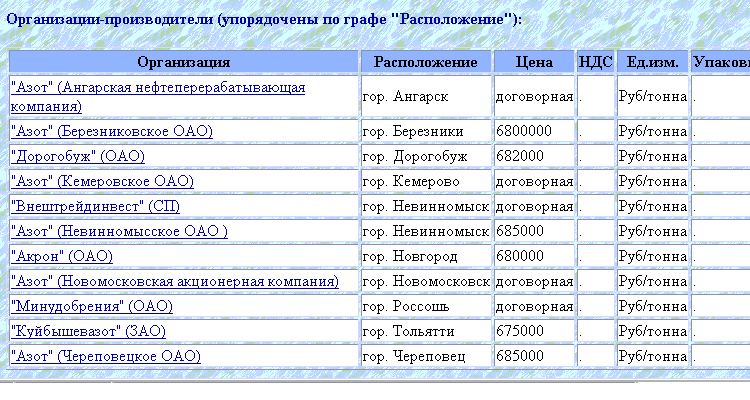 Организации-производители (упорядочены по графе "Расположение"):
Организация Расположение Цена НДС Ед.изм. Упаковк
"Азот" (Ангарская нефтеперерабатывающая
компания) гор. Ангарск договорная . Руб/тонна .
"Азот" (Березниковское ОАО) гор. Березники 6800000 . Руб/тонна .
"Дорогобуж" (ОАО) гор. Дорогобуж 682000 . Руб/тонна .
"Азот" (Кемеровское ОАО) гор. Кемерово договорная . Руб/тонна .
"Внештрейдинвест" (СП) гор. Невинномыск договорная . Руб/тонна .
"Азот" (Невинномысское ОАО ) гор. Невинномыск 685000 . Руб/тонна .
"Акрон" (ОАО) гор. Новгород 680000 . Руб/тонна .
"Азот" (Новомосковская акционерная компания) гор. Новомосковск договорная . Руб/тонна .
"Минудобрения" (ОАО) гор. Россошь договорная . Руб/тонна .
"Куйбышевазот" (ЗАО) гор. Тольятти 675000 . Руб/тонна .
"Азот" (Череповецкое ОАО) гор. Череповец 685000 . Руб/тонна .